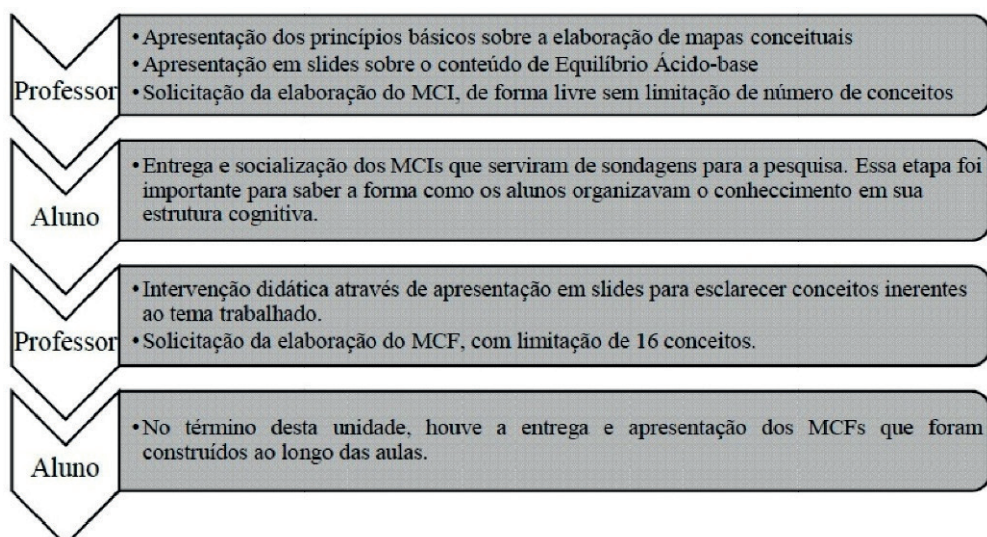 Professor
• Apresentação dos princípios básicos sobre a elaboração de mapas conceituais
• Apresentação em slides sobre o conteúdo de Equilíbrio Ácido-base
• Solicitação da elaboração do MCI, de forma livre sem limitação de número de conceitos
Aluno
• Entrega e socialização dos MCIs que serviram de sondagens para a pesquisa. Essa etapa foi
importante para saber a forma como os alunos organizavam o conheccimento em sua
estrutura cognitiva.
Professor
• Intervenção didática através de apresentação em slides para esclarecer conceitos inerentes
ao tema trabalhado.
• Solicitação da elaboração do MCF, com limitação de 16 conceitos.
Aluno
• No término desta unidade, houve a entrega e apresentação dos MCFs que foram
construídos ao longo das aulas.